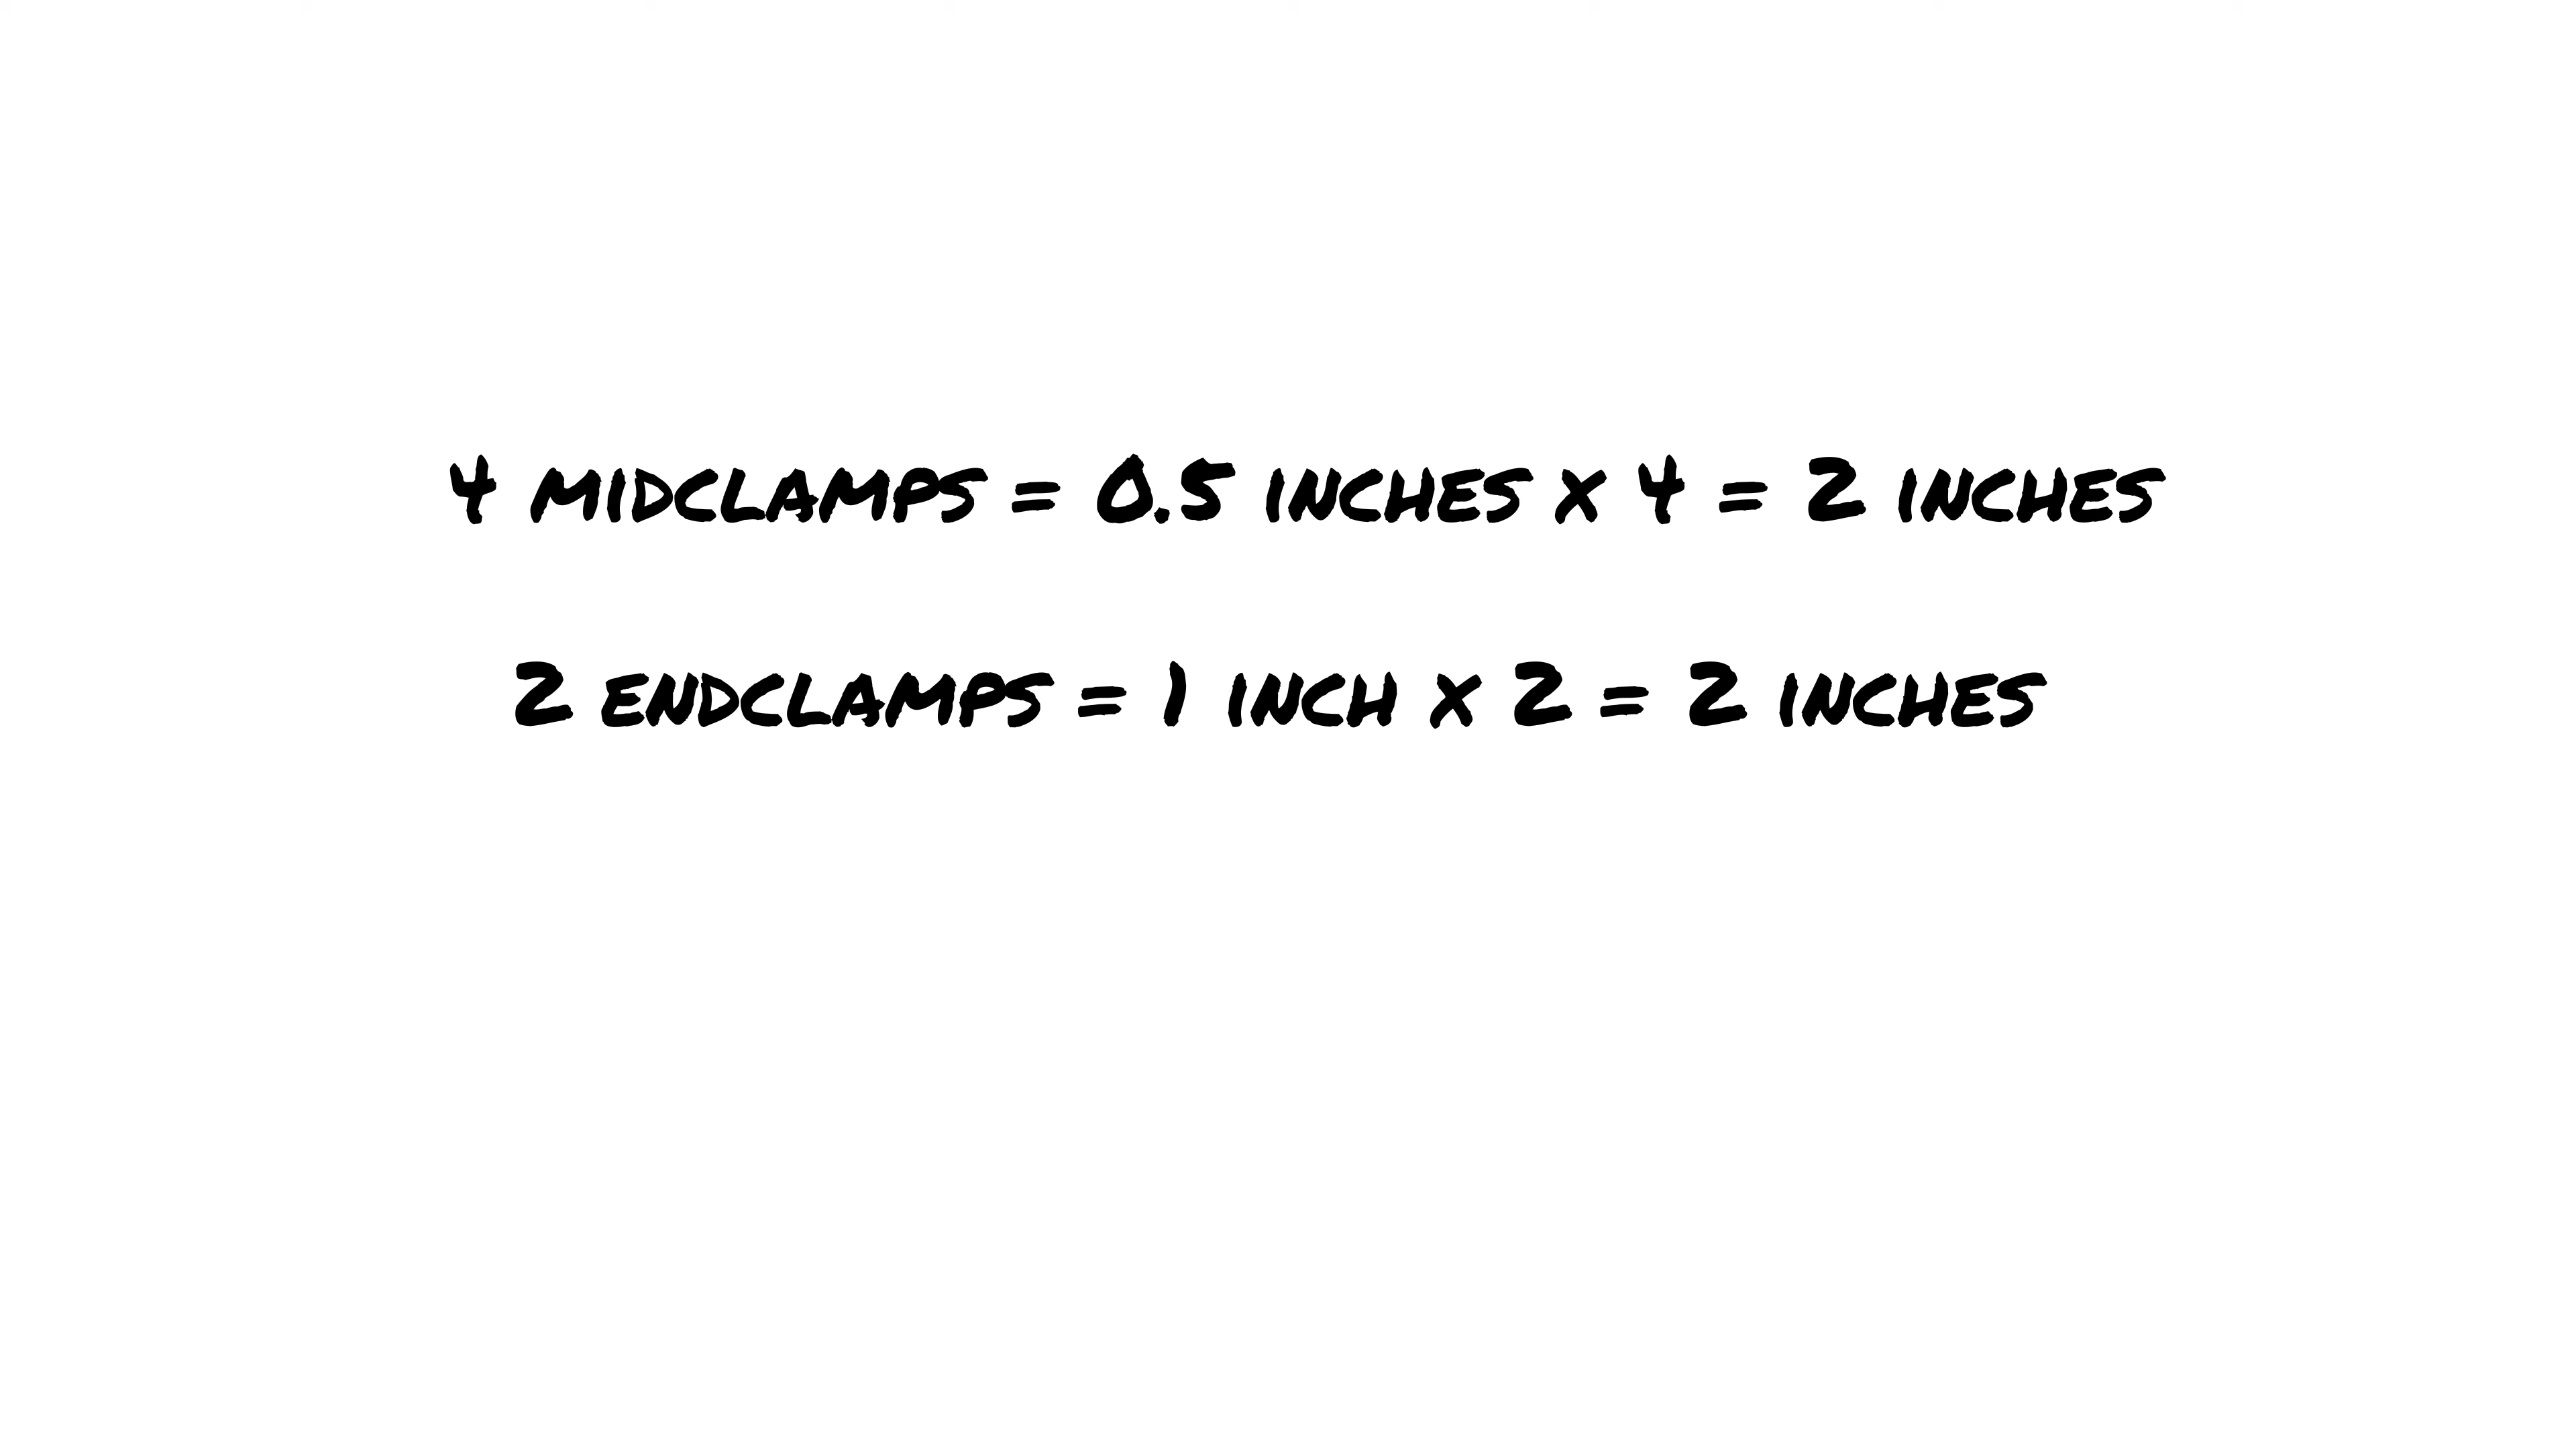 4 MIDCLAMPS = 0.5 INCHES X 4 = 2 INCHES
2 ENDCLAMPS = 1 INCH X 2 = 2 INCHES